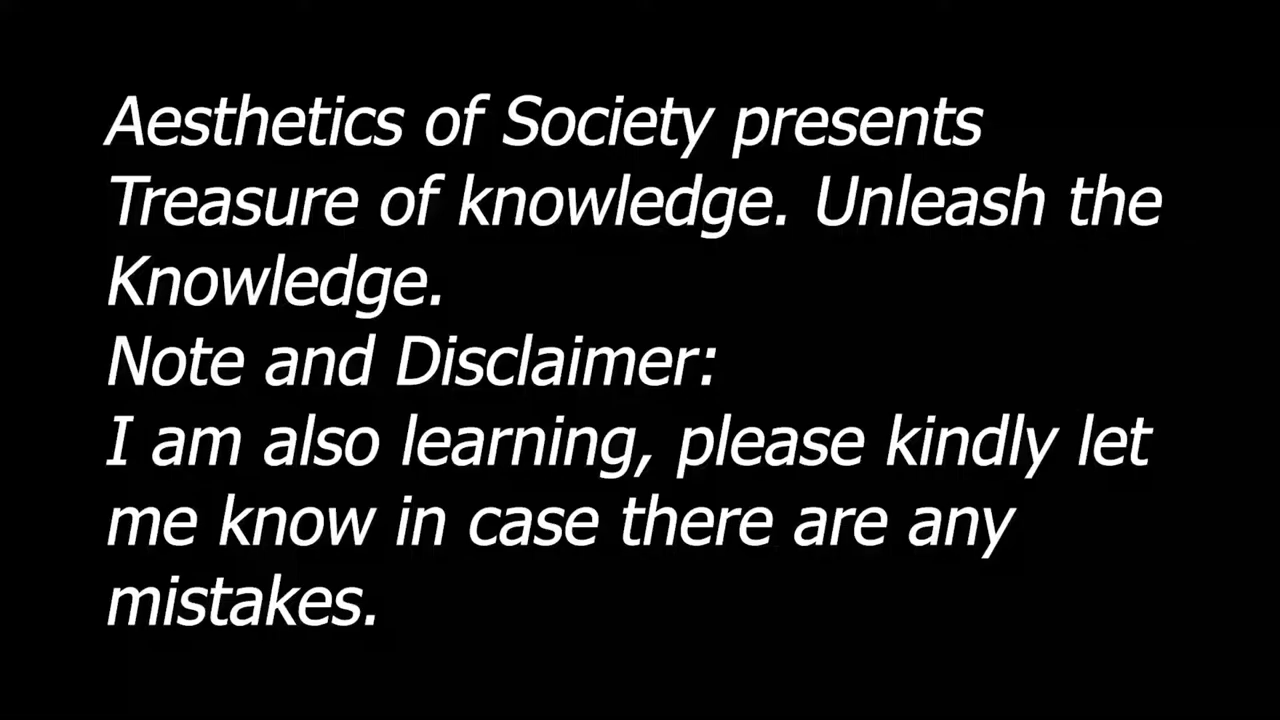 Aesthetics of Society presents
Treasure of knowledge. Unleash the
Knowledge.
Note and Disclaimer:
I am also learning, please kindly let
me know in case there are any
mistakes.